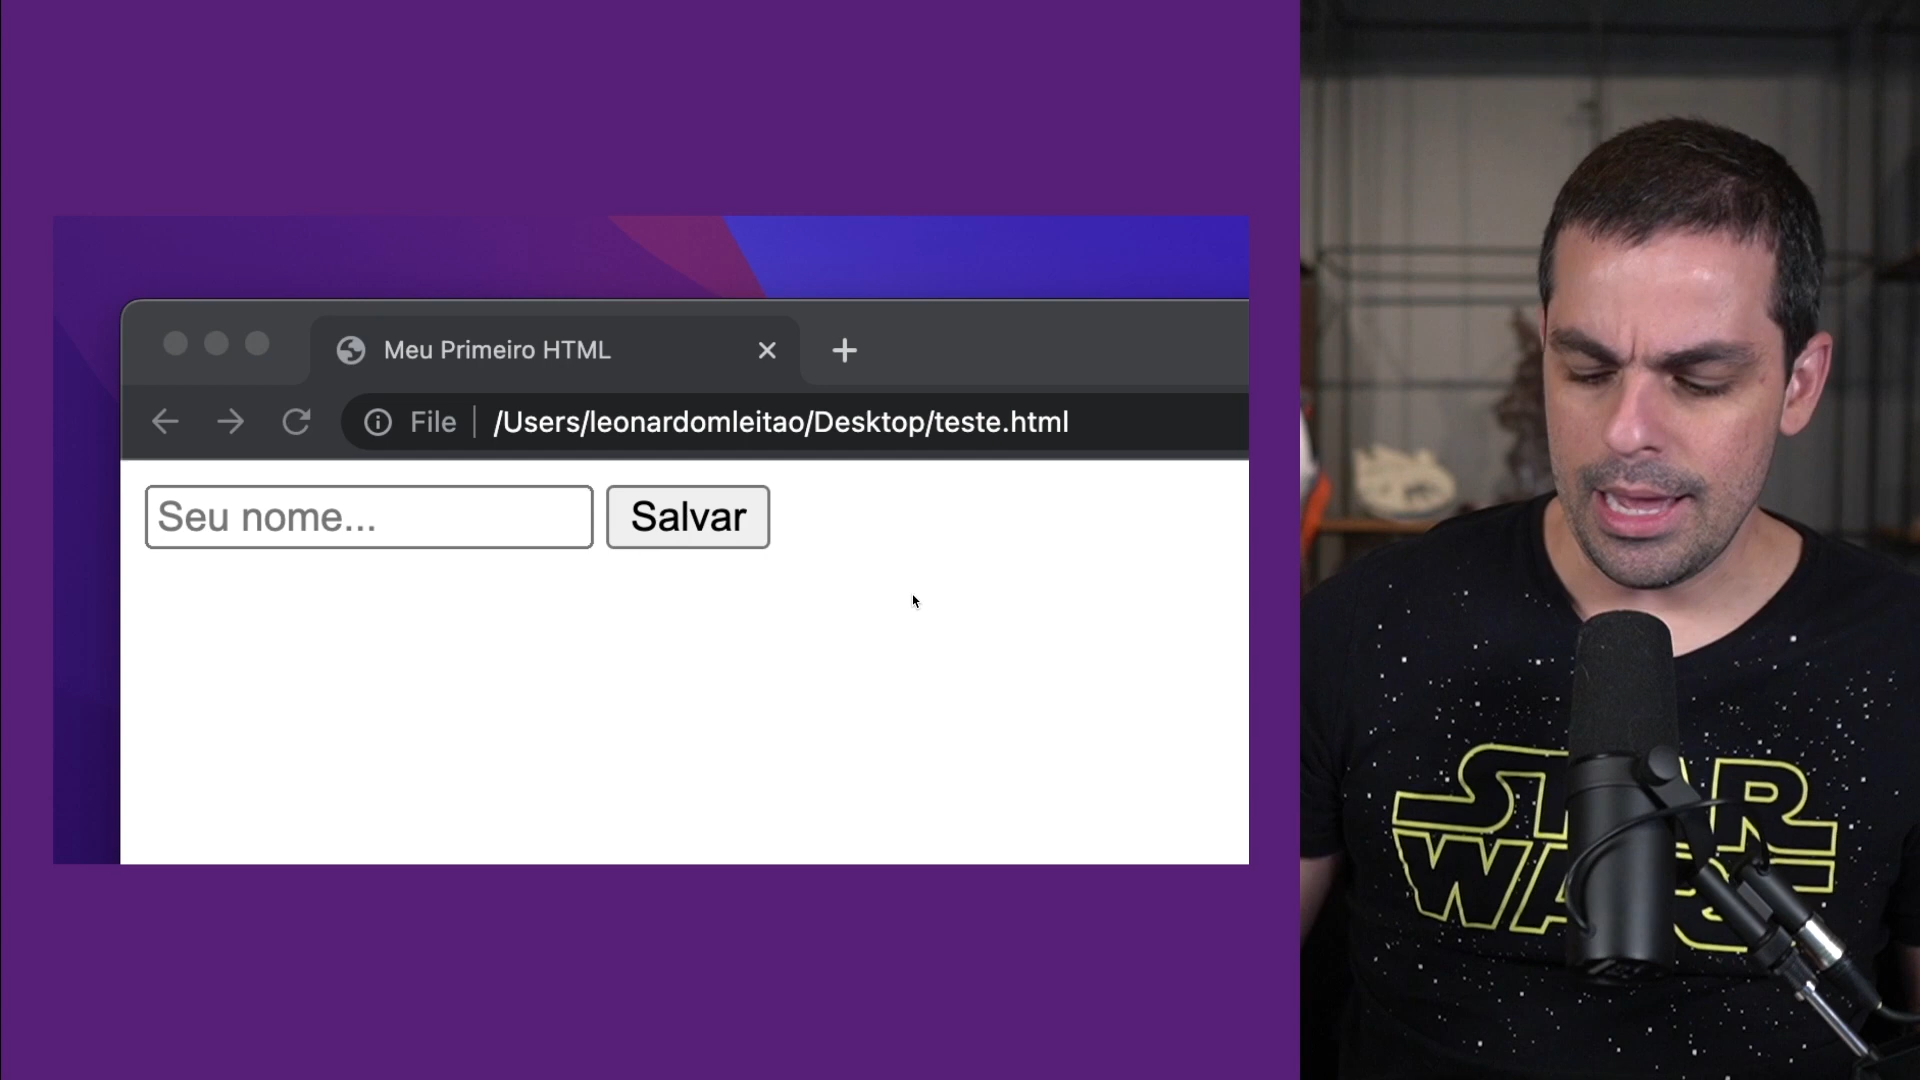 Meu Primeiro HTML
File /Users/leonardomleitao/Desktop/teste.html
Seu nome...
Salvar
STAR
WARS